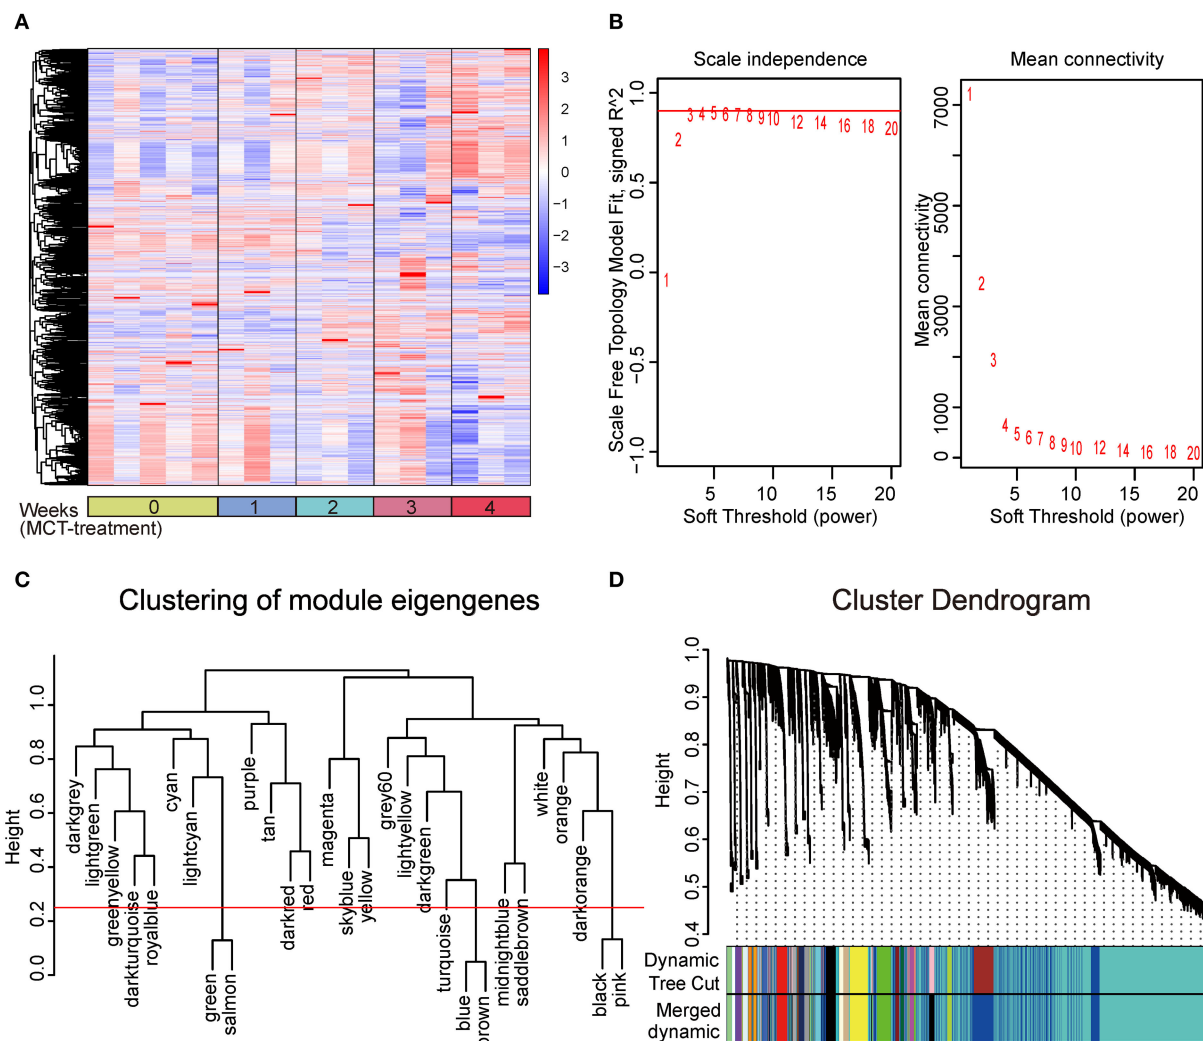 A
3
2
1
0
−1
−2
−3
Weeks 0 1 2 3 4
(MCT-treatment)
B
Scale independence
Scale Free Topology Model Fit, signed R^2
1.0
0.5
0.0
−0.5
−1.0
1 2 3 4 5 6 7 8 9 10 12 14 16 18 20
5 10 15 20
Soft Threshold (power)
Mean connectivity
Mean connectivity
7000
5000
3000
1000
0
1 2 3 4 5 6 7 8 9 10 12 14 16 18 20
5 10 15 20
Soft Threshold (power)
C
Clustering of module eigengenes
Height
1.0
0.8
0.6
0.4
0.2
0.0
darkgrey
lightgreen
greenyellow
darkturquoise
royalblue
cyan
lightcyan
green
salmon
purple
tan
darkred
red
magenta
skyblue
yellow
grey60
lightyellow
darkgreen
turquoise
blue
brown
midnightblue
saddlebrown
white
orange
darkorange
black
pink
D
Cluster Dendrogram
Height
1.0
0.9
0.8
0.7
0.6
0.5
0.4
Dynamic
Tree Cut
Merged
dynamic